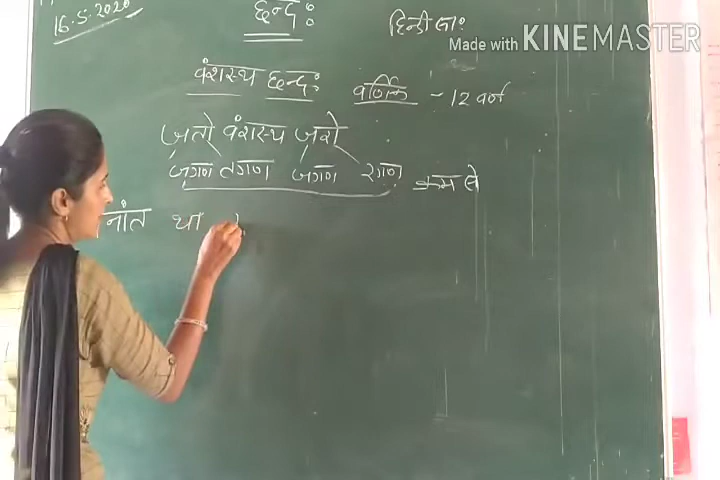 छन्द :
16.5.2020
हिन्दी सा०
Made with KINEMASTER
वंशस्थ छन्द : वर्णिक - 12 वर्ण
जतो वंशस्थ जरो
जगण तगण जगण रगण क्रम से
नांत था